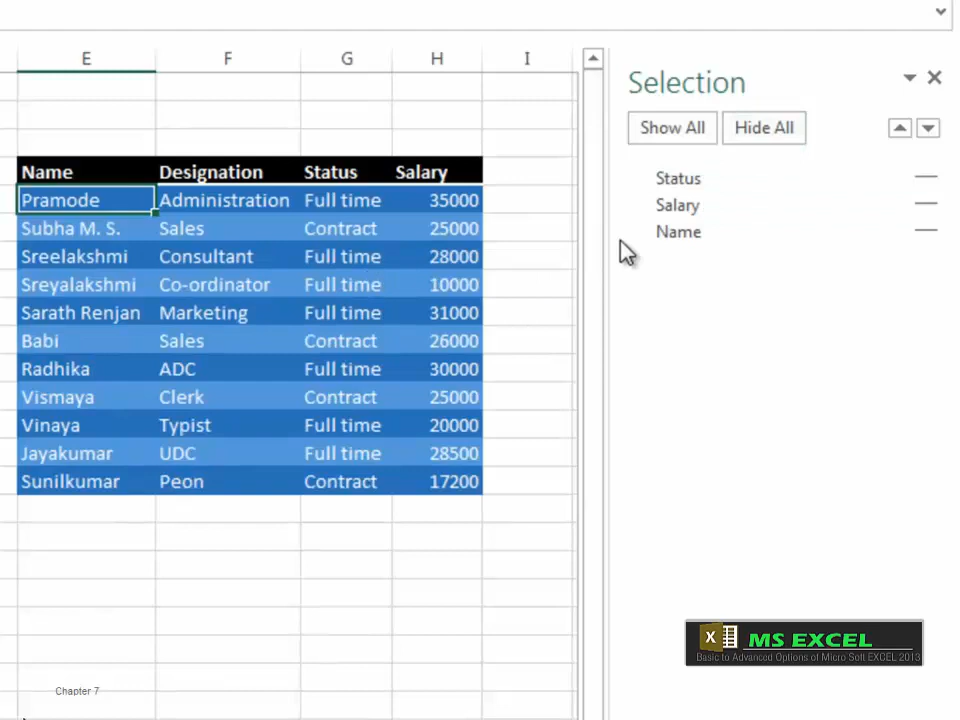 E F G H I
Selection
Show All Hide All
Name Designation Status Salary
Pramode Administration Full time 35000
Subha M. S. Sales Contract 25000
Sreelakshmi Consultant Full time 28000
Sreyalakshmi Co-ordinator Full time 10000
Sarath Renjan Marketing Full time 31000
Babi Sales Contract 26000
Radhika ADC Full time 30000
Vismaya Clerk Contract 25000
Vinaya Typist Full time 20000
Jayakumar UDC Full time 28500
Sunilkumar Peon Contract 17200
Status
Salary
Name
X MS EXCEL
Basic to Advanced Options of Micro Soft EXCEL 2013
Chapter 7